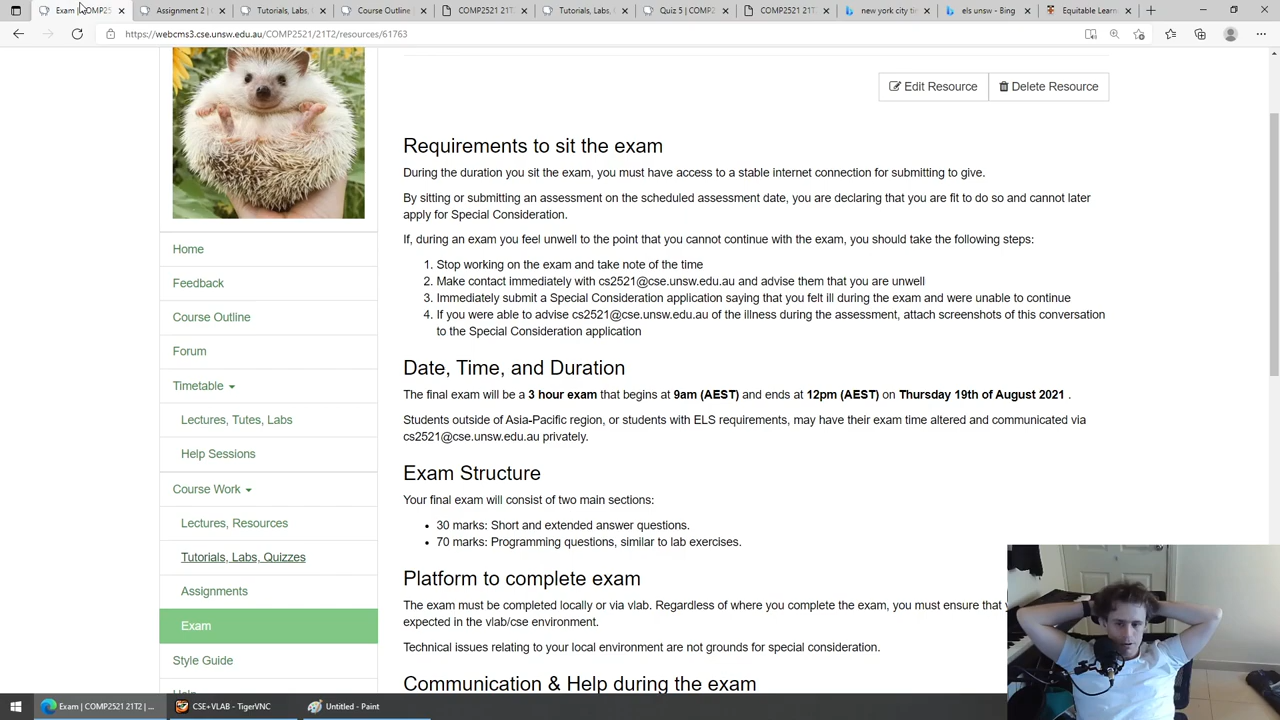 Exam | COMP25
Assignment 2 | C
Tutorials, Labs,
Course Outline
COMP2521 21T
Tutorials, Labs,
Quiz 5 | COMP2
COMP2521 21T
new york city tim
els unsw - Bing
Equitable Learn
https://webcms3.cse.unsw.edu.au/COMP2521/21T2/resources/61763
Edit Resource
Delete Resource
Home
Feedback
Course Outline
Forum
Timetable
Lectures, Tutes, Labs
Help Sessions
Course Work
Lectures, Resources
Tutorials, Labs, Quizzes
Assignments
Exam
Style Guide
Help
Requirements to sit the exam
During the duration you sit the exam, you must have access to a stable internet connection for submitting to give.
By sitting or submitting an assessment on the scheduled assessment date, you are declaring that you are fit to do so and cannot later
apply for Special Consideration.
If, during an exam you feel unwell to the point that you cannot continue with the exam, you should take the following steps:
1. Stop working on the exam and take note of the time
2. Make contact immediately with cs2521@cse.unsw.edu.au and advise them that you are unwell
3. Immediately submit a Special Consideration application saying that you felt ill during the exam and were unable to continue
4. If you were able to advise cs2521@cse.unsw.edu.au of the illness during the assessment, attach screenshots of this conversation
to the Special Consideration application
Date, Time, and Duration
The final exam will be a 3 hour exam that begins at 9am (AEST) and ends at 12pm (AEST) on Thursday 19th of August 2021 .
Students outside of Asia-Pacific region, or students with ELS requirements, may have their exam time altered and communicated via
cs2521@cse.unsw.edu.au privately.
Exam Structure
Your final exam will consist of two main sections:
• 30 marks: Short and extended answer questions.
• 70 marks: Programming questions, similar to lab exercises.
Platform to complete exam
The exam must be completed locally or via vlab. Regardless of where you complete the exam, you must ensure that
expected in the vlab/cse environment.
Technical issues relating to your local environment are not grounds for special consideration.
Communication & Help during the exam
Exam | COMP2521 21T2 | ...
CSE+VLAB - TigerVNC
Untitled - Paint